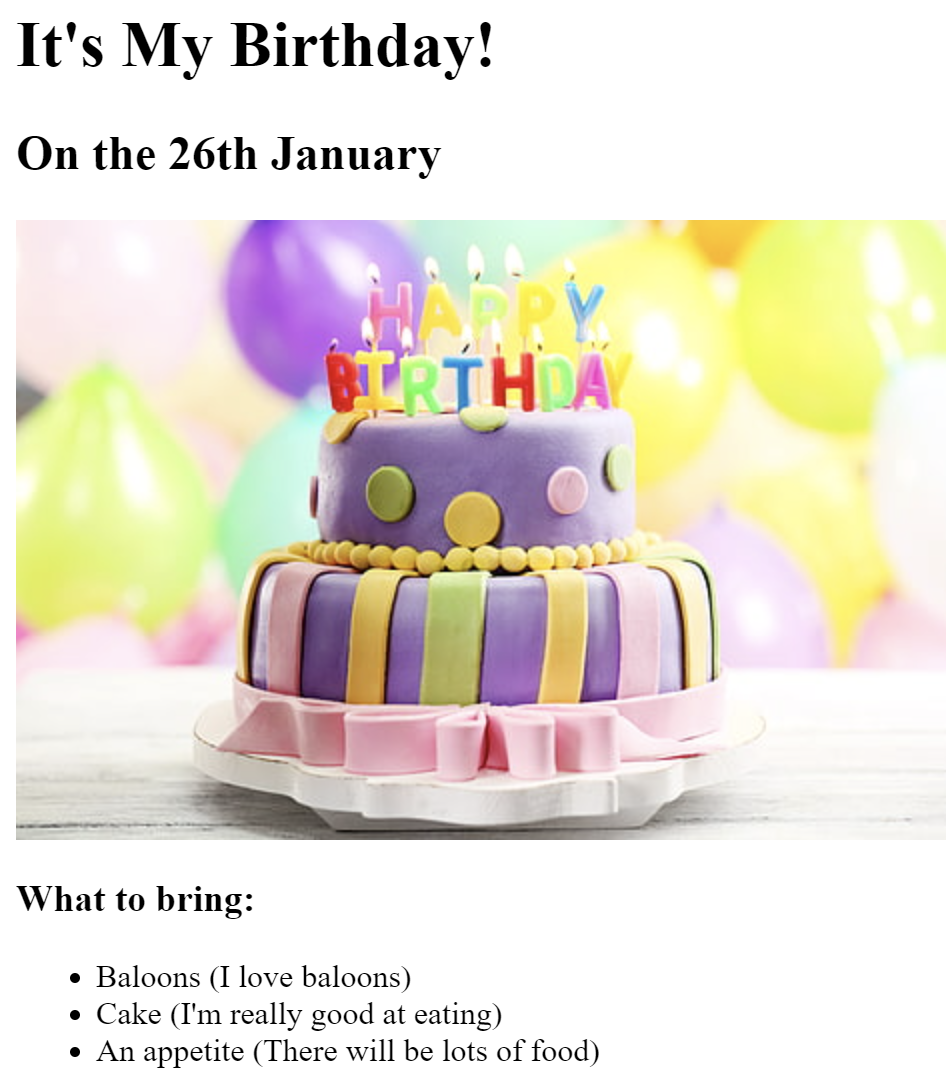 It's My Birthday!
On the 26th January
HAPPY
BIRTHDAY
What to bring:
Baloons (I love baloons)
Cake (I'm really good at eating)
An appetite (There will be lots of food)